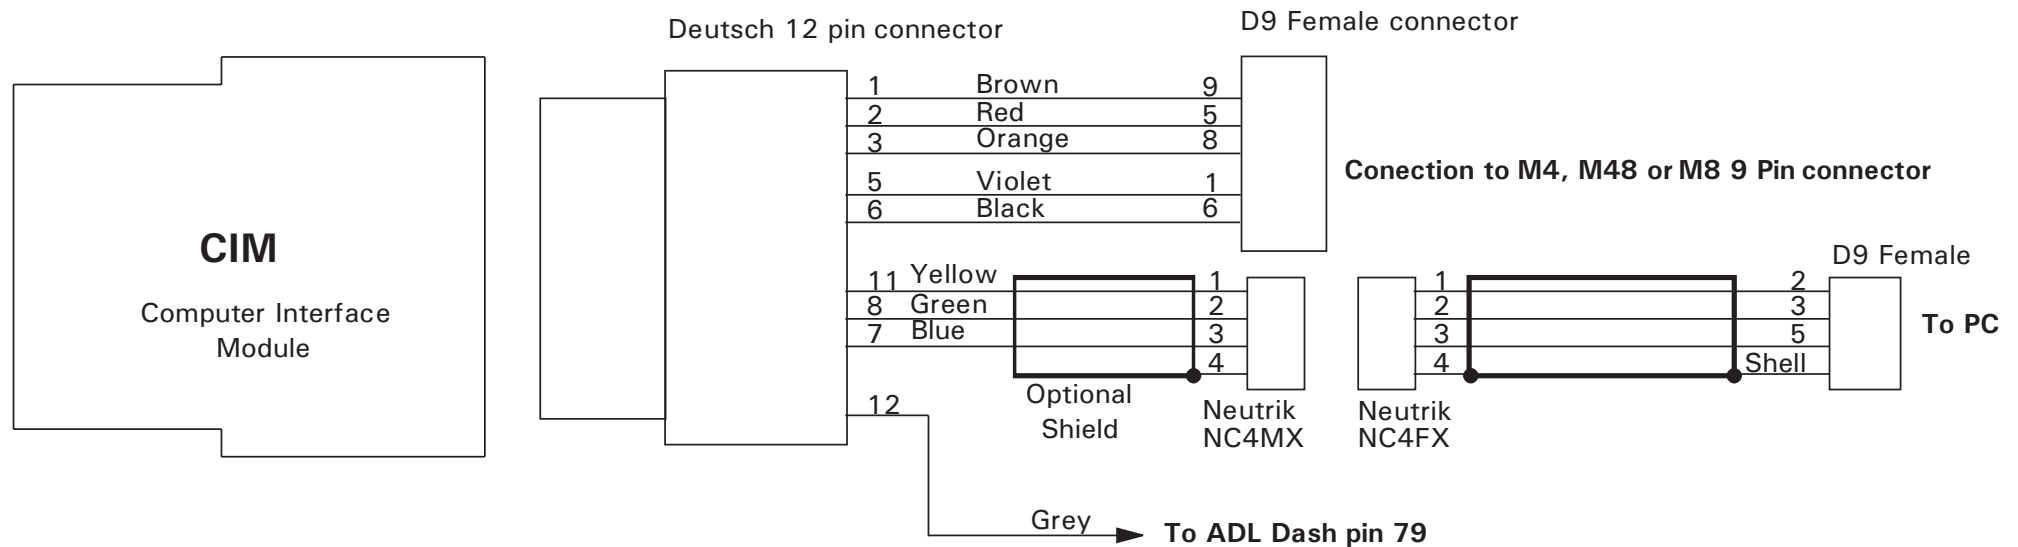 Deutsch 12 pin connector
D9 Female connector
1 Brown 9
2 Red 5
3 Orange 8
5 Violet 1
6 Black 6
Conection to M4, M48 or M8 9 Pin connector
CIM
Computer Interface
Module
11 Yellow 1
8 Green 2
7 Blue 3
4
Optional
Shield
Neutrik
NC4MX
D9 Female
1 2
2 3
3 5
4 Shell
To PC
Neutrik
NC4FX
12
Grey
To ADL Dash pin 79